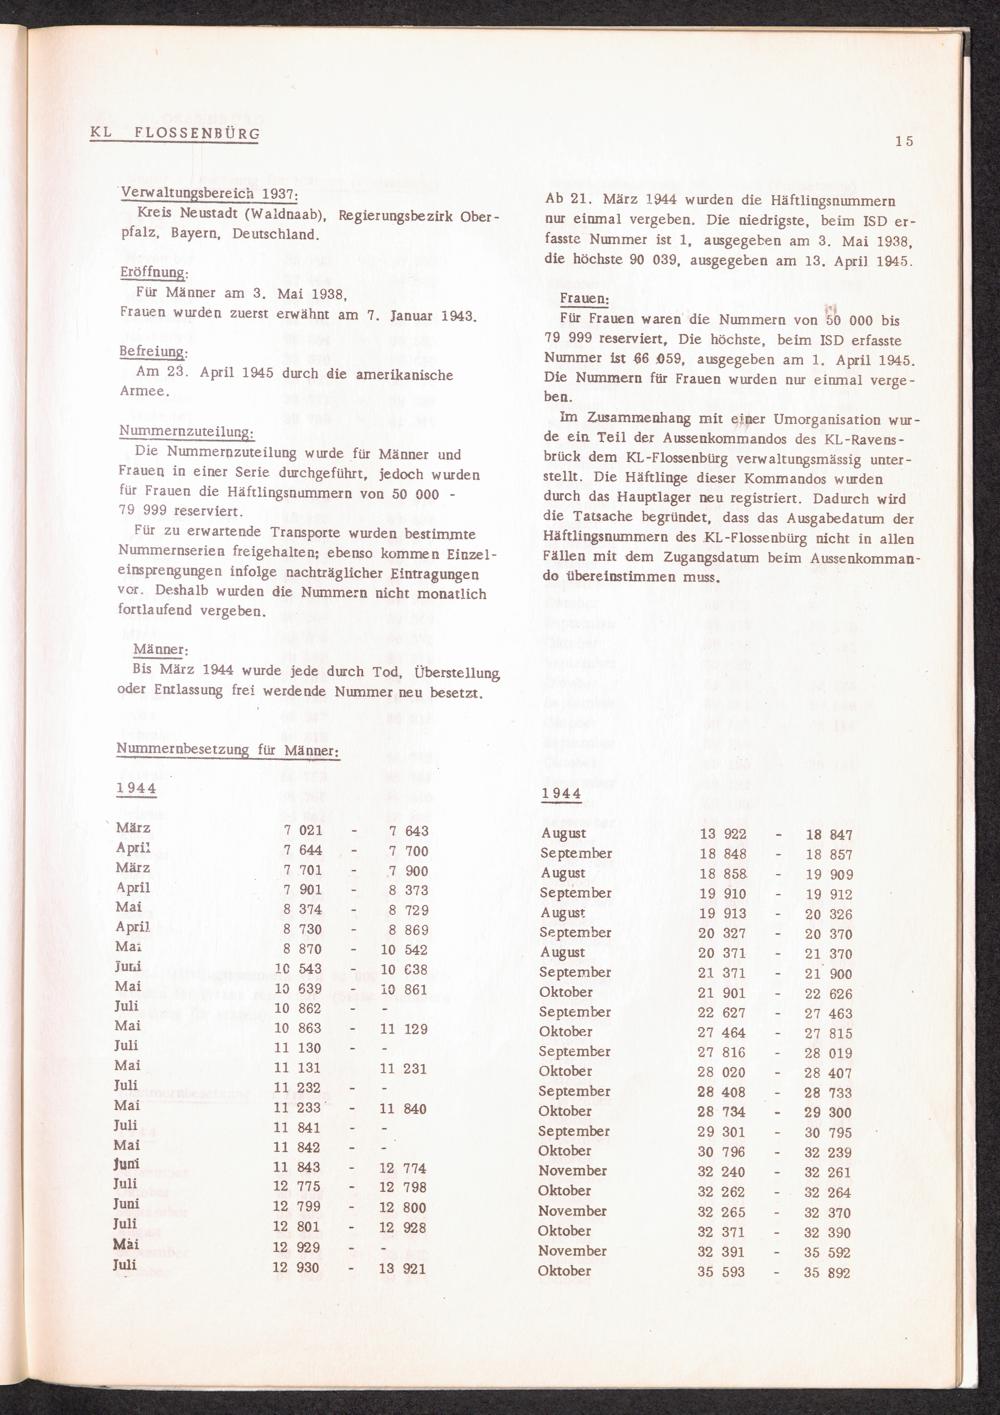 KL FLOSSENBÜRG
15
Verwaltungsbereich 1937:
Kreis Neustadt (Waldnaab), Regierungsbezirk Ober-
pfalz, Bayern, Deutschland.
Eröffnung:
Für Männer am 3. Mai 1938,
Frauen wurden zuerst erwähnt am 7. Januar 1943.
Befreiung:
Am 23. April 1945 durch die amerikanische
Armee.
Nummernzuteilung:
Die Nummernzuteilung wurde für Männer und
Frauen in einer Serie durchgeführt, jedoch wurden
für Frauen die Häftlingsnummern von 50 000 -
79 999 reserviert.
Für zu erwartende Transporte wurden bestimmte
Nummernserien freigehalten; ebenso kommen Einzel-
einsprengungen infolge nachträglicher Eintragungen
vor. Deshalb wurden die Nummern nicht monatlich
fortlaufend vergeben.
Männer:
Bis März 1944 wurde jede durch Tod, Überstellung
oder Entlassung frei werdende Nummer neu besetzt.
Ab 21. März 1944 wurden die Häftlingsnummern
nur einmal vergeben. Die niedrigste, beim ISD er-
fasste Nummer ist 1, ausgegeben am 3. Mai 1938,
die höchste 90 039, ausgegeben am 13. April 1945.
Frauen:
Für Frauen waren die Nummern von 50 000 bis
79 999 reserviert, Die höchste, beim ISD erfasste
Nummer ist 66 059, ausgegeben am 1. April 1945.
Die Nummern für Frauen wurden nur einmal verge-
ben.
Im Zusammenhang mit einer Umorganisation wur-
de ein Teil der Aussenkommandos des KL-Ravens-
brück dem KL-Flossenbürg verwaltungsmässig unter-
stellt. Die Häftlinge dieser Kommandos wurden
durch das Hauptlager neu registriert. Dadurch wird
die Tatsache begründet, dass das Ausgabedatum der
Häftlingsnummern des KL-Flossenbürg nicht in allen
Fällen mit dem Zugangsdatum beim Aussenkomman-
do übereinstimmen muss.
Nummernbesetzung für Männer:
1944
März 7 021 - 7 643
April 7 644 - 7 700
März 7 701 - 7 900
April 7 901 - 8 373
Mai 8 374 - 8 729
April 8 730 - 8 869
Mai 8 870 - 10 542
Juni 10 543 - 10 638
Mai 10 639 - 10 861
Juli 10 862 - -
Mai 10 863 - 11 129
Juli 11 130 - -
Mai 11 131 11 231
Juli 11 232 - -
Mai 11 233 - 11 840
Juli 11 841 - -
Mai 11 842 - -
Juni 11 843 - 12 774
Juli 12 775 - 12 798
Juni 12 799 - 12 800
Juli 12 801 - 12 928
Mai 12 929 - -
Juli 12 930 - 13 921
1944
August 13 922 - 18 847
September 18 848 - 18 857
August 18 858 - 19 909
September 19 910 - 19 912
August 19 913 - 20 326
September 20 327 - 20 370
August 20 371 - 21 370
September 21 371 - 21 900
Oktober 21 901 - 22 626
September 22 627 - 27 463
Oktober 27 464 - 27 815
September 27 816 - 28 019
Oktober 28 020 - 28 407
September 28 408 - 28 733
Oktober 28 734 - 29 300
September 29 301 - 30 795
Oktober 30 796 - 32 239
November 32 240 - 32 261
Oktober 32 262 - 32 264
November 32 265 - 32 370
Oktober 32 371 - 32 390
November 32 391 - 35 592
Oktober 35 593 - 35 892